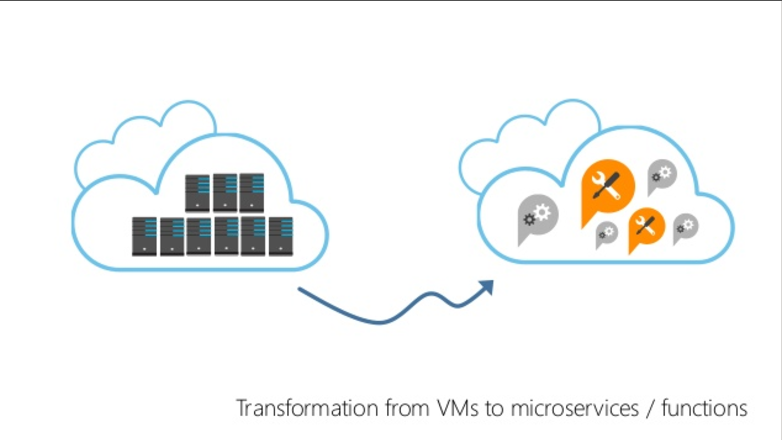 Transformation from VMs to microservices / functions